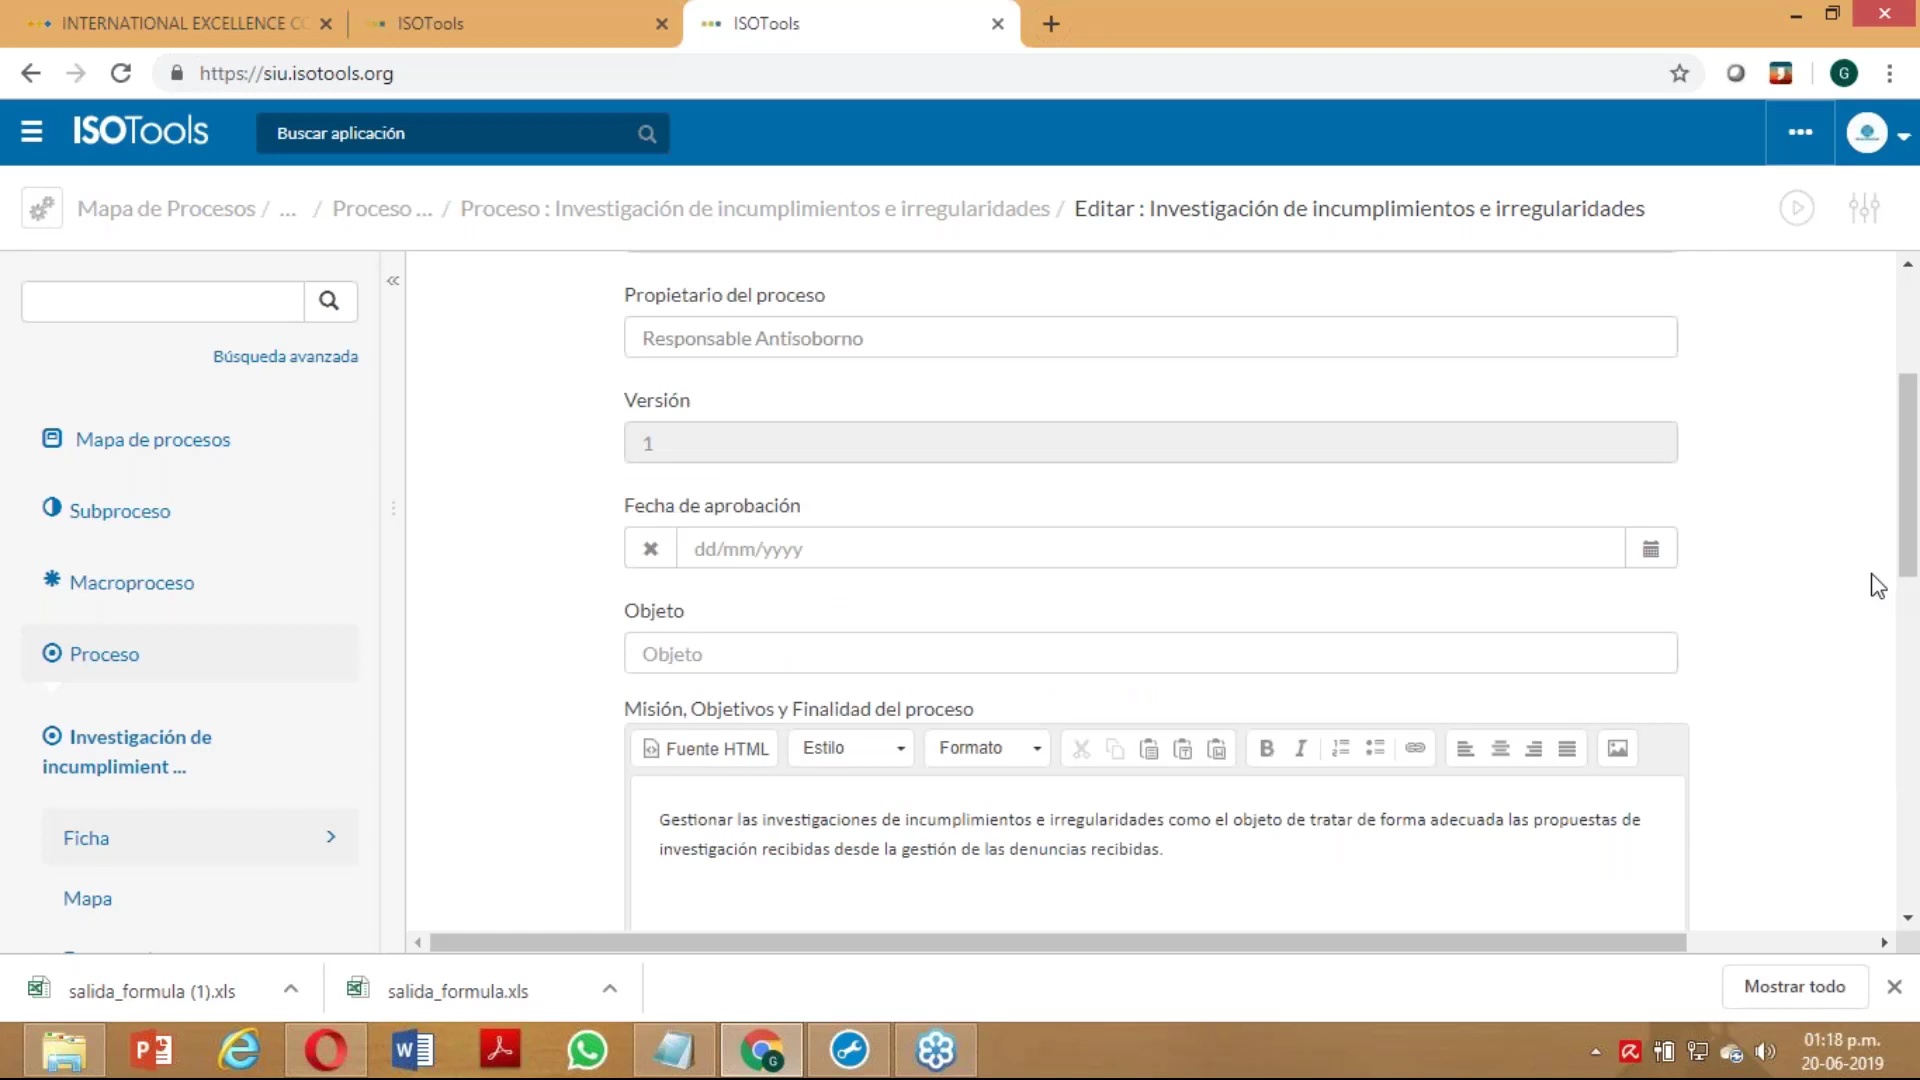 INTERNATIONAL EXCELLENCE CO
ISOTools
ISOTools
https://siu.isotools.org
G
ISOTools
Buscar aplicación
Mapa de Procesos / ... / Proceso ... / Proceso : Investigación de incumplimientos e irregularidades / Editar : Investigación de incumplimientos e irregularidades
Búsqueda avanzada
Mapa de procesos
Subproceso
Macroproceso
Proceso
Investigación de
incumplimient ...
Ficha
Mapa
Propietario del proceso
Responsable Antisoborno
Versión
1
Fecha de aprobación
dd/mm/yyyy
Objeto
Objeto
Misión, Objetivos y Finalidad del proceso
Fuente HTML Estilo Formato B I
Gestionar las investigaciones de incumplimientos e irregularidades como el objeto de tratar de forma adecuada las propuestas de
investigación recibidas desde la gestión de las denuncias recibidas.
salida_formula (1).xls
salida_formula.xls
Mostrar todo
01:18 p.m.
20-06-2019